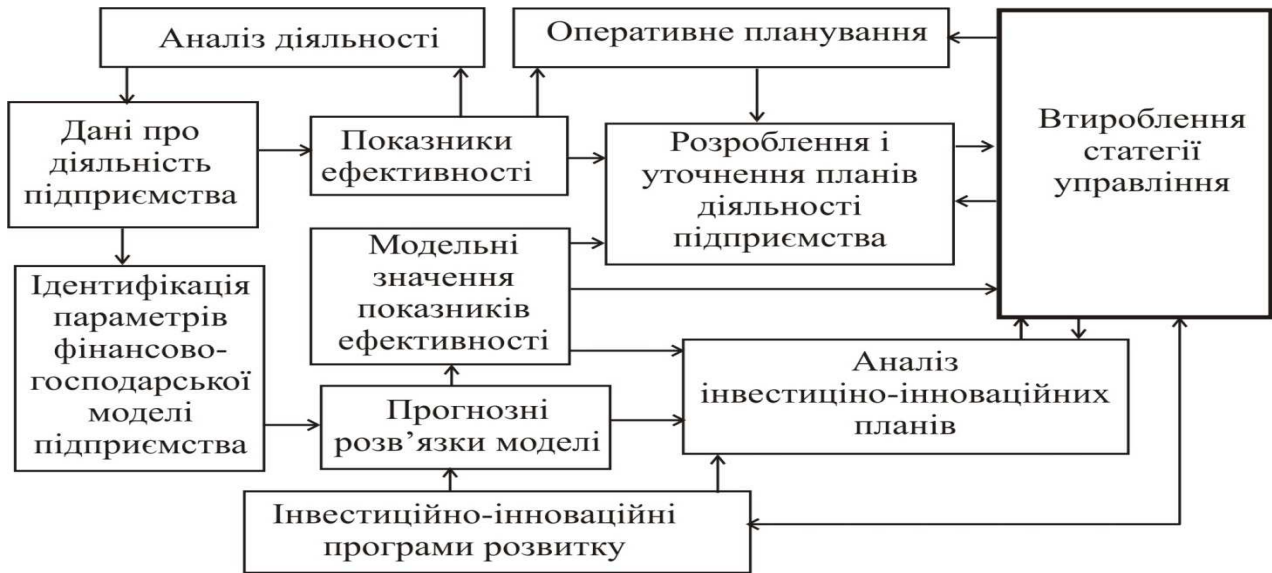 Аналіз діяльності
Оперативне планування
Дані про
діяльність
підприємства
Показники
ефективності
Розроблення і
уточнення планів
діяльності
підприємства
Втироблення
статегії
управління
Ідентифікація
параметрів
фінансово-
господарської
моделі
підприємства
Модельні
значення
показників
ефективності
Прогнозні
розв’язки моделі
Аналіз
інвестиціно-інноваційних
планів
Інвестиційно-інноваційні
програми розвитку